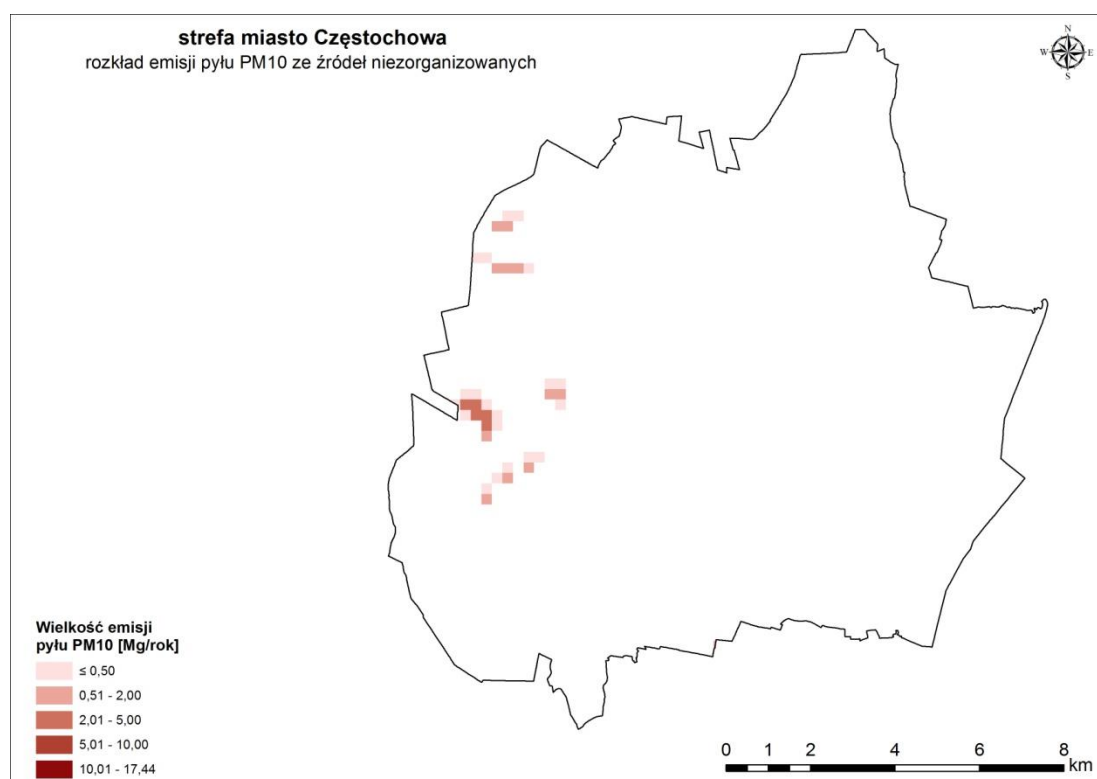 strefa miasto Częstochowa
rozkład emisji pyłu PM10 ze źródeł niezorganizowanych
N
W E
S
Wielkość emisji
pyłu PM10 [Mg/rok]
≤ 0,50
0,51 - 2,00
2,01 - 5,00
5,01 - 10,00
10,01 - 17,44
0 1 2 4 6 8
km